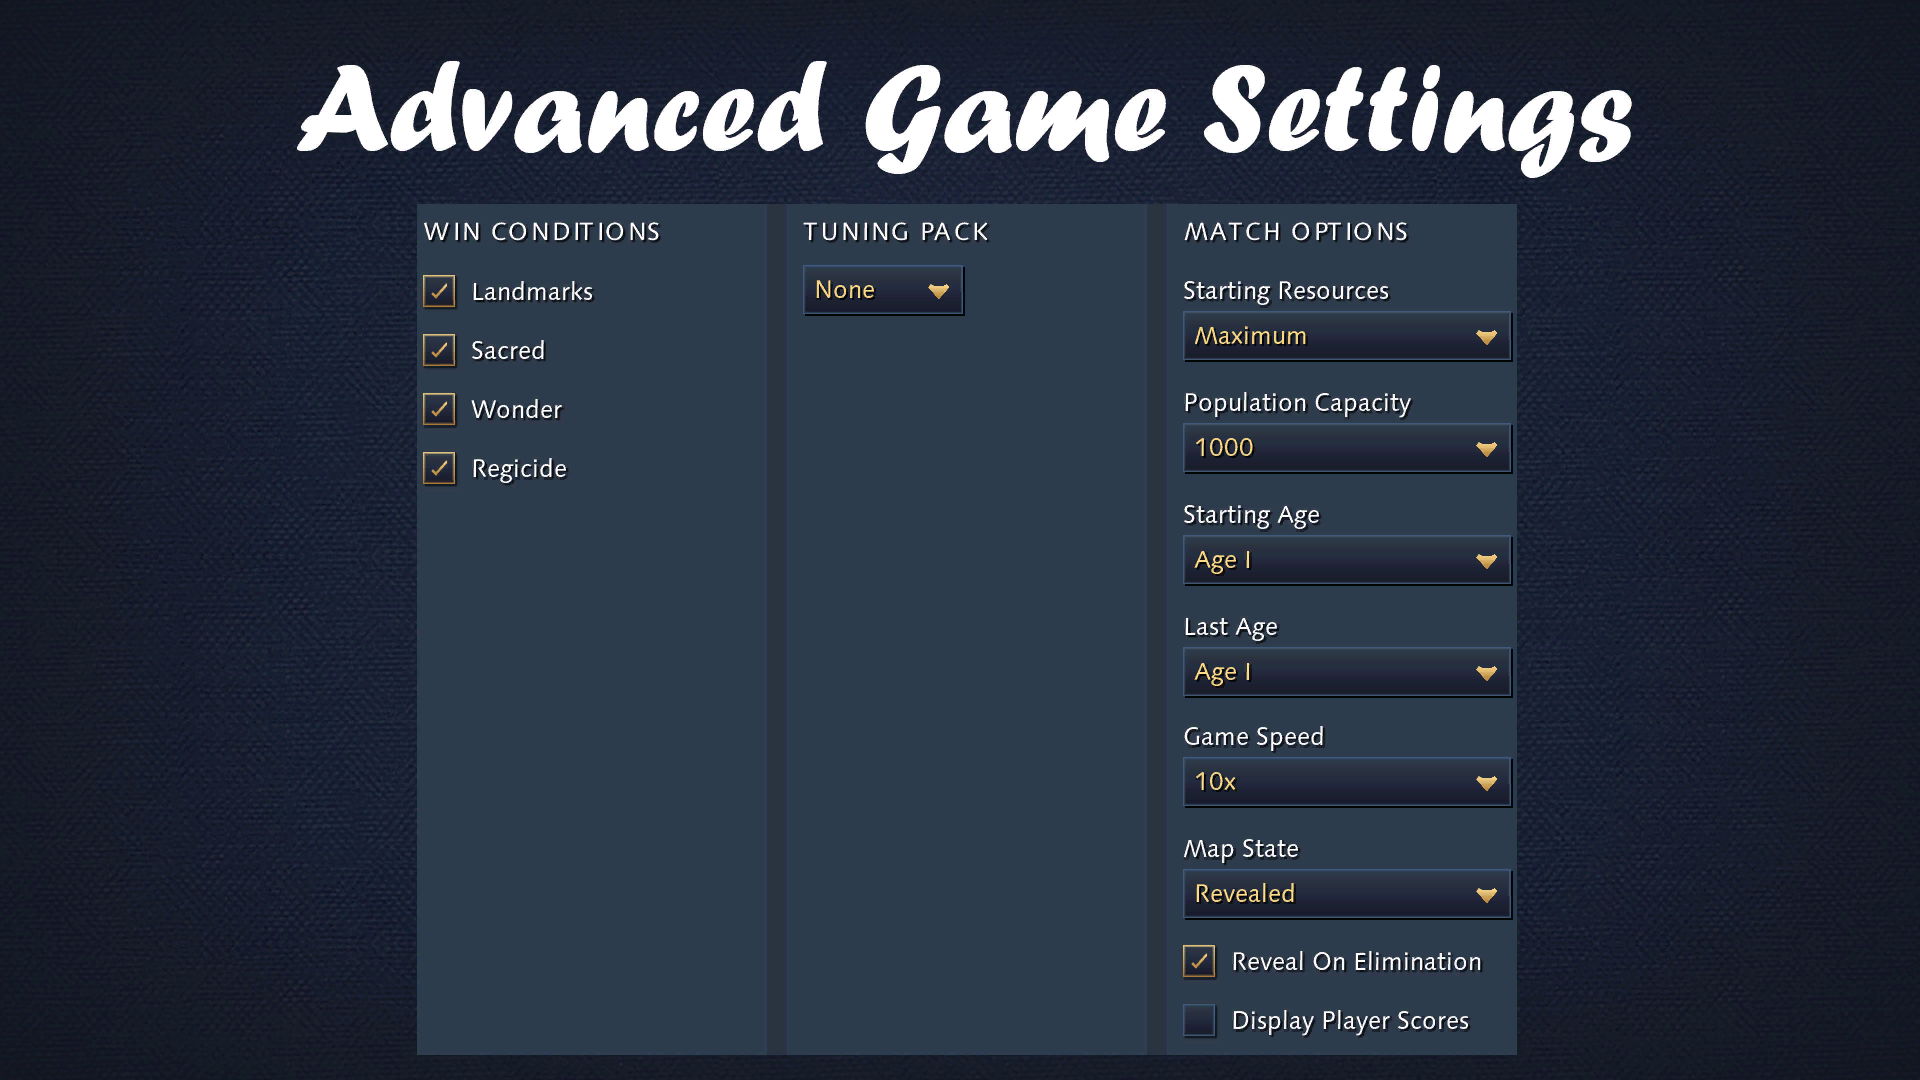 Advanced Game Settings
WIN CONDITIONS
Landmarks
Sacred
Wonder
Regicide
TUNING PACK
None
MATCH OPTIONS
Starting Resources
Maximum
Population Capacity
1000
Starting Age
Age I
Last Age
Age I
Game Speed
10x
Map State
Revealed
Reveal On Elimination
Display Player Scores